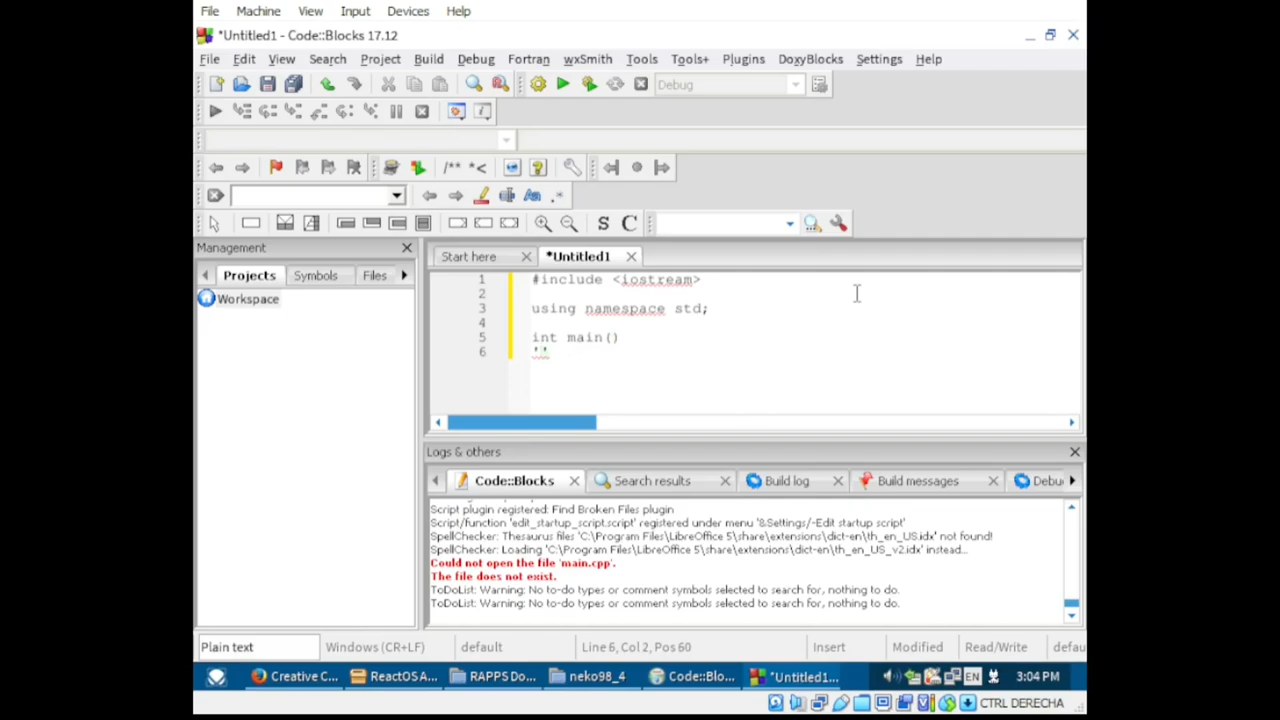 File Machine View Input Devices Help
*Untitled1 - Code::Blocks 17.12
File Edit View Search Project Build Debug Fortran wxSmith Tools Tools+ Plugins DoxyBlocks Settings Help
Debug
/** *<
S C
Management
Projects Symbols Files
Workspace
Start here *Untitled1
1 #include <iostream>
2
3 using namespace std;
4
5 int main()
6 ''
Logs & others
Code::Blocks Search results Build log Build messages Debu
Script plugin registered: Find Broken Files plugin
Script/function 'edit_startup_script.script' registered under menu '&Settings/-Edit startup script'
SpellChecker: Thesaurus files 'C:\Program Files\LibreOffice 5\share\extensions\dict-en\th_en_US.idx' not found!
SpellChecker: Loading 'C:\Program Files\LibreOffice 5\share\extensions\dict-en\th_en_US_v2.idx' instead...
Could not open the file 'main.cpp'.
The file does not exist.
ToDoList: Warning: No to-do types or comment symbols selected to search for, nothing to do.
ToDoList: Warning: No to-do types or comment symbols selected to search for, nothing to do.
Plain text Windows (CR+LF) default Line 6, Col 2, Pos 60 Insert Modified Read/Write defau
Creative C... ReactOS A... RAPPS Do... neko98_4 Code::Blo... *Untitled1... EN 3:04 PM
CTRL DERECHA